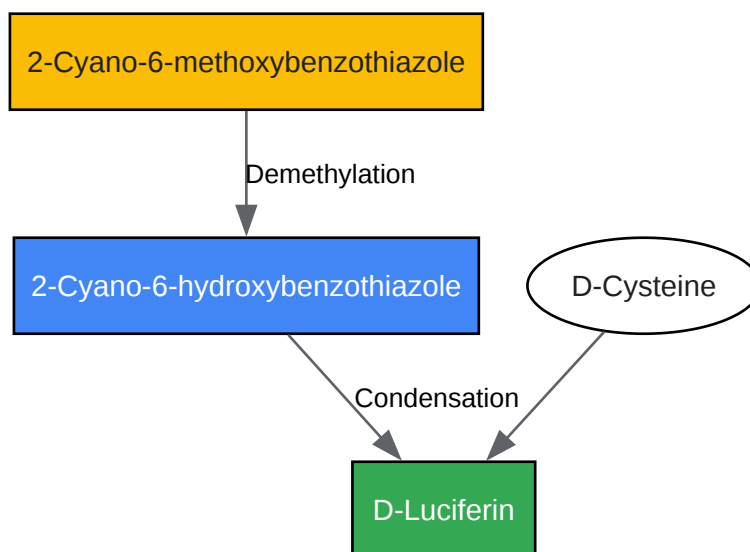 2-Cyano-6-methoxybenzothiazole
Demethylation
2-Cyano-6-hydroxybenzothiazole
D-Cysteine
Condensation
D-Luciferin